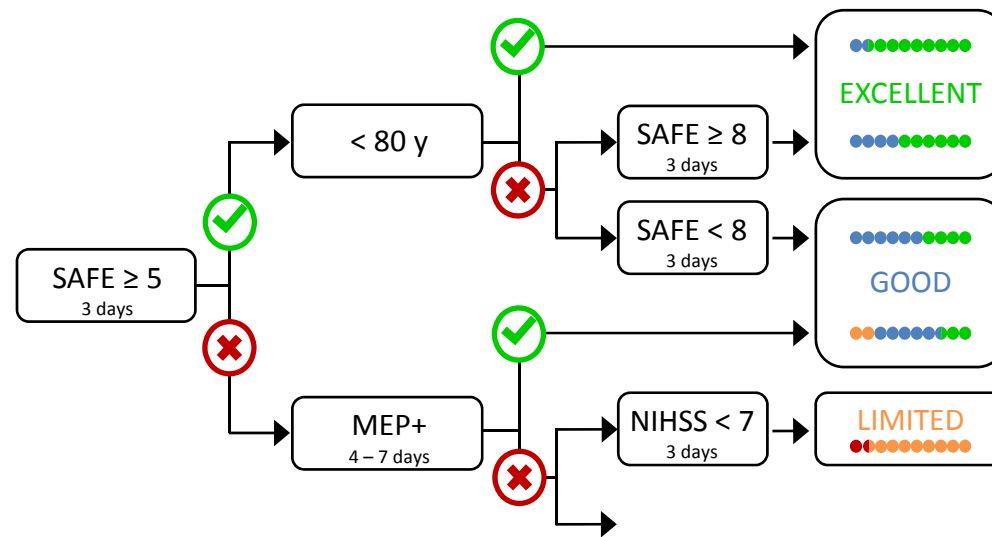 EXCELLENT
< 80 y
SAFE ≥ 8
3 days
SAFE < 8
3 days
SAFE ≥ 5
3 days
GOOD
MEP+
4 – 7 days
NIHSS < 7
3 days
LIMITED